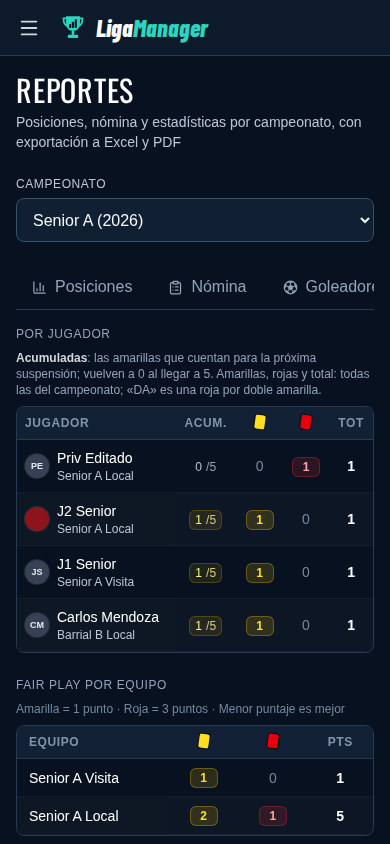 LigaManager
REPORTES
Posiciones, nómina y estadísticas por campeonato, con
exportación a Excel y PDF
CAMPEONATO
Senior A (2026)
Posiciones Nómina Goleadore
POR JUGADOR
Acumuladas: las amarillas que cuentan para la próxima
suspensión; vuelven a 0 al llegar a 5. Amarillas, rojas y total: todas
las del campeonato; «DA» es una roja por doble amarilla.
JUGADOR ACUM. TOT
PE Priv Editado 0 /5 0 1 1
Senior A Local
J2 Senior 1 /5 1 0 1
Senior A Local
JS J1 Senior 1 /5 1 0 1
Senior A Visita
CM Carlos Mendoza 1 /5 1 0 1
Barrial B Local
FAIR PLAY POR EQUIPO
Amarilla = 1 punto · Roja = 3 puntos · Menor puntaje es mejor
EQUIPO PTS
Senior A Visita 1 0 1
Senior A Local 2 1 5